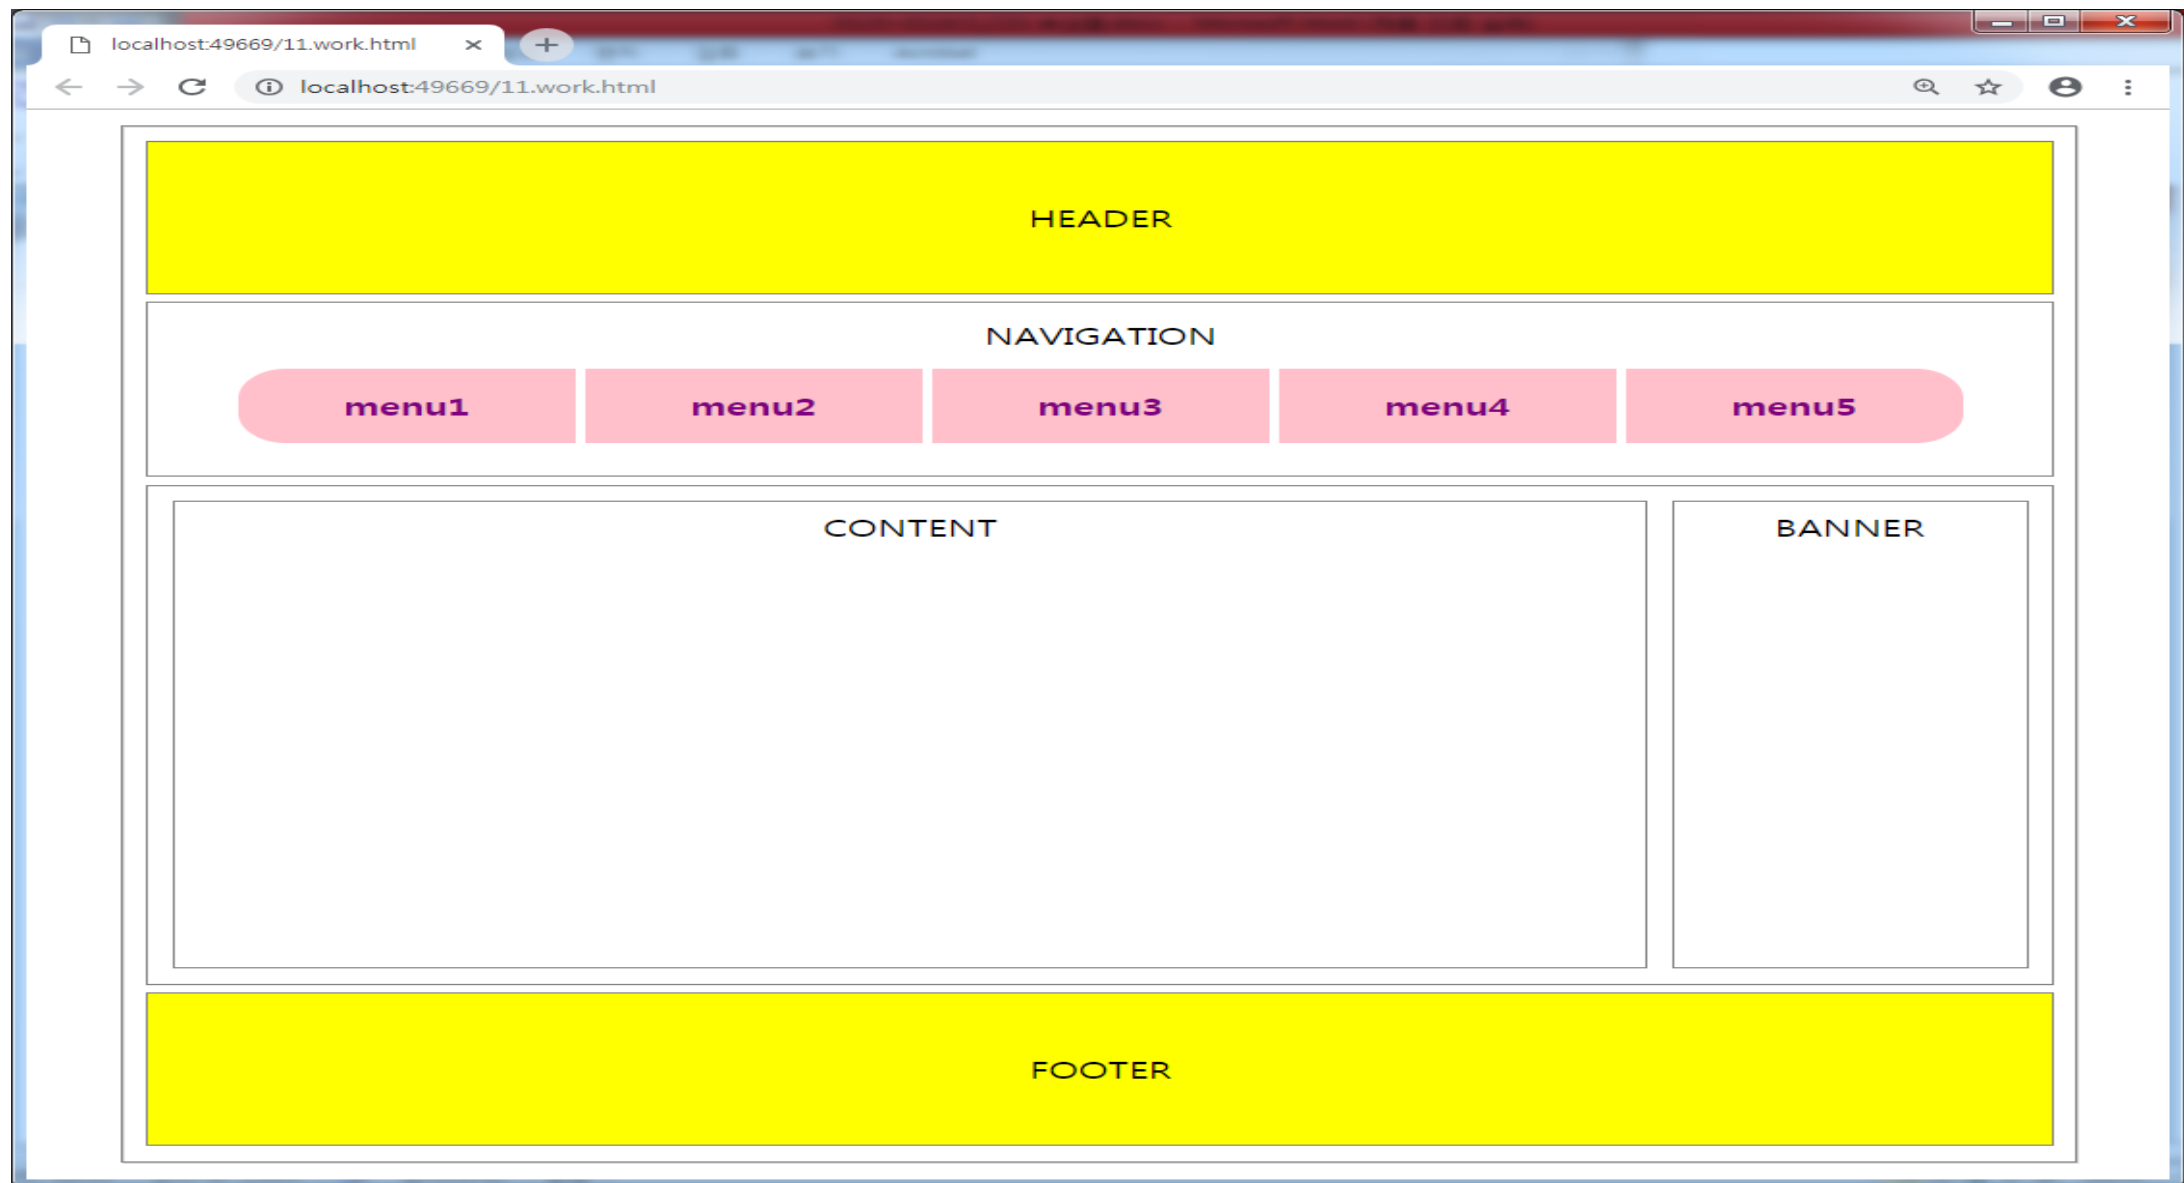 localhost:49669/11.work.html
localhost:49669/11.work.html
HEADER
NAVIGATION
menu1 menu2 menu3 menu4 menu5
CONTENT BANNER
FOOTER